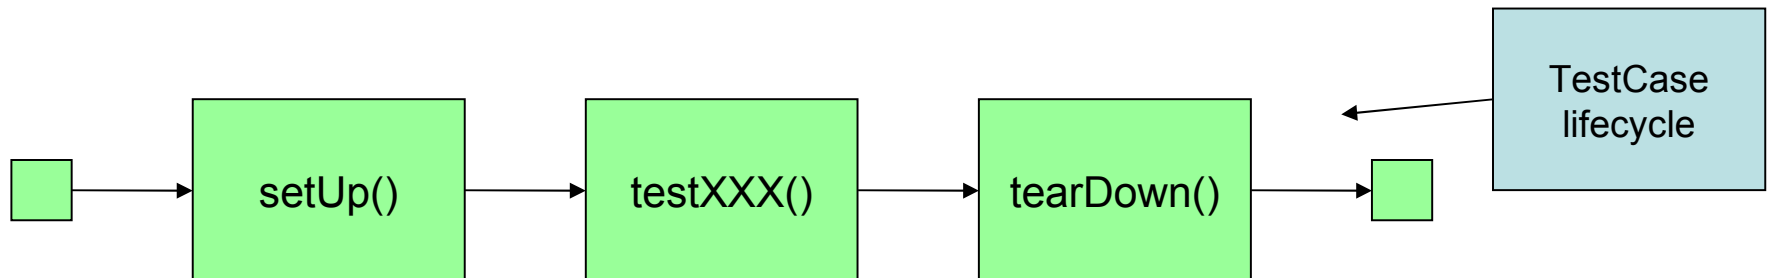 TestCase
lifecycle
setUp()
testXXX()
tearDown()